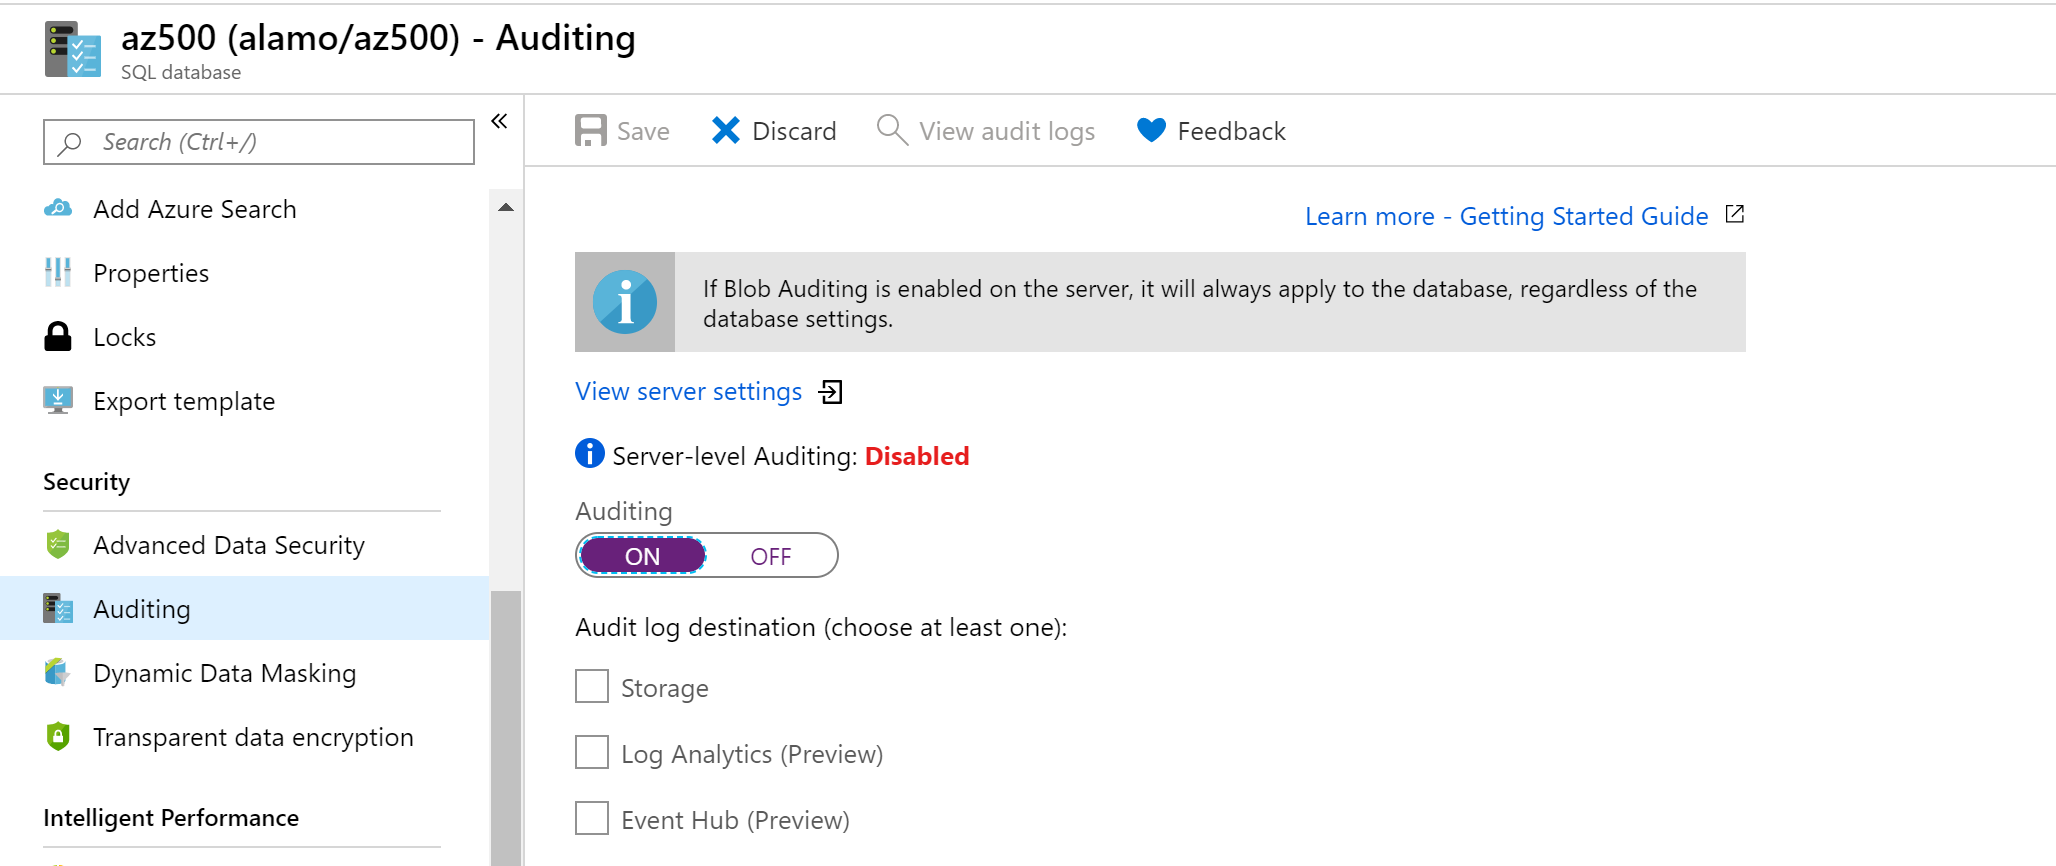 az500 (alamo/az500) - Auditing
SQL database
Search (Ctrl+/)
Add Azure Search
Properties
Locks
Export template
Security
Advanced Data Security
Auditing
Dynamic Data Masking
Transparent data encryption
Intelligent Performance
Save Discard View audit logs Feedback
Learn more - Getting Started Guide
If Blob Auditing is enabled on the server, it will always apply to the database, regardless of the
database settings.
View server settings
Server-level Auditing: Disabled
Auditing
ON OFF
Audit log destination (choose at least one):
Storage
Log Analytics (Preview)
Event Hub (Preview)